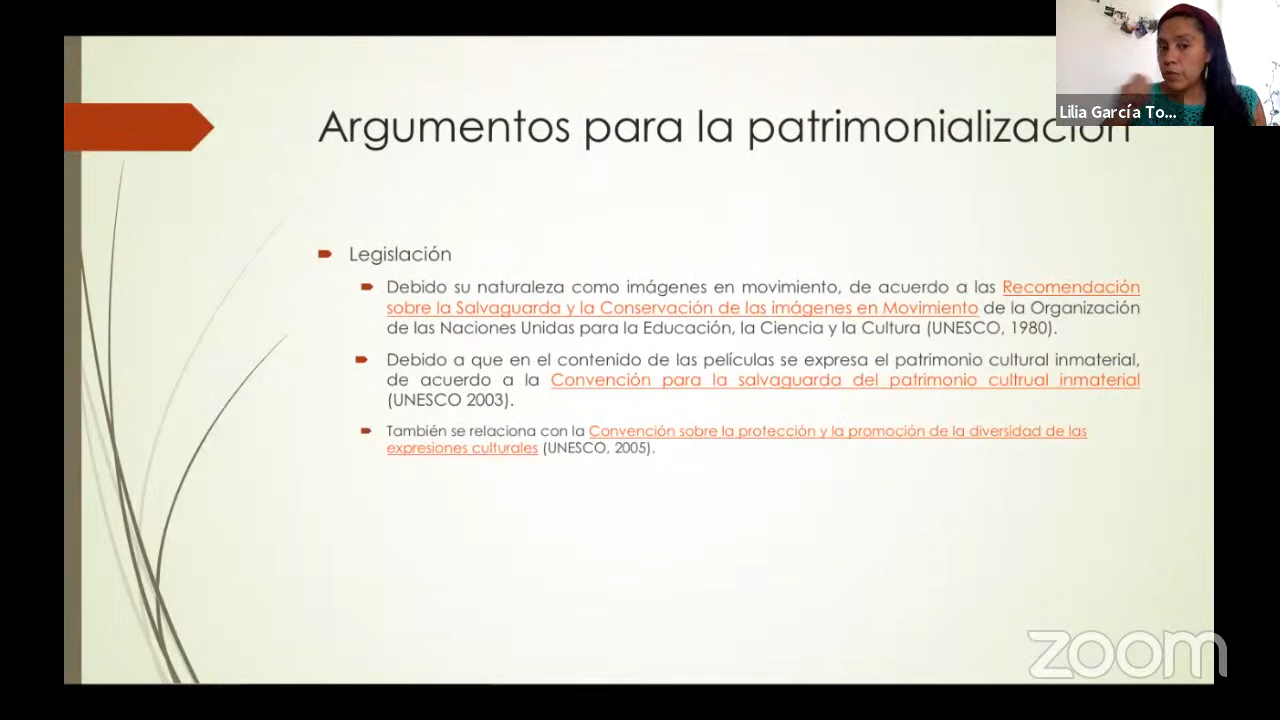 Argumentos para la patrimonialización
Lilia García To...
Legislación
Debido su naturaleza como imágenes en movimiento, de acuerdo a las Recomendación
sobre la Salvaguarda y la Conservación de las imágenes en Movimiento de la Organización
de las Naciones Unidas para la Educación, la Ciencia y la Cultura (UNESCO, 1980).
Debido a que en el contenido de las películas se expresa el patrimonio cultural inmaterial,
de acuerdo a la Convención para la salvaguarda del patrimonio cultrual inmaterial
(UNESCO 2003).
También se relaciona con la Convención sobre la protección y la promoción de la diversidad de las
expresiones culturales (UNESCO, 2005).
zoom